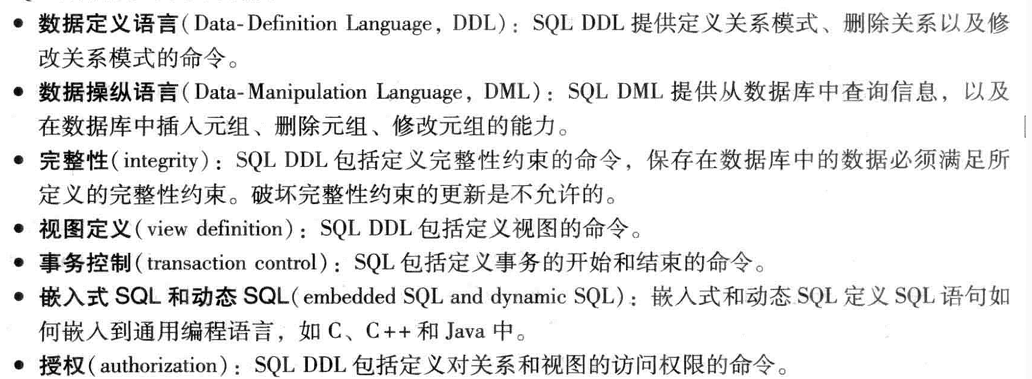 ● 数据定义语言(Data-Definition Language, DDL): SQL DDL 提供定义关系模式、删除关系以及修
改关系模式的命令。
● 数据操纵语言(Data-Manipulation Language, DML): SQL DML 提供从数据库中查询信息，以及
在数据库中插入元组、删除元组、修改元组的能力。
● 完整性(integrity): SQL DDL 包括定义完整性约束的命令，保存在数据库中的数据必须满足所
定义的完整性约束。破坏完整性约束的更新是不允许的。
● 视图定义(view definition): SQL DDL 包括定义视图的命令。
● 事务控制(transaction control): SQL 包括定义事务的开始和结束的命令。
● 嵌入式 SQL 和动态 SQL(embedded SQL and dynamic SQL): 嵌入式和动态 SQL 定义 SQL 语句如
何嵌入到通用编程语言，如 C、C++ 和 Java 中。
● 授权(authorization): SQL DDL 包括定义对关系和视图的访问权限的命令。